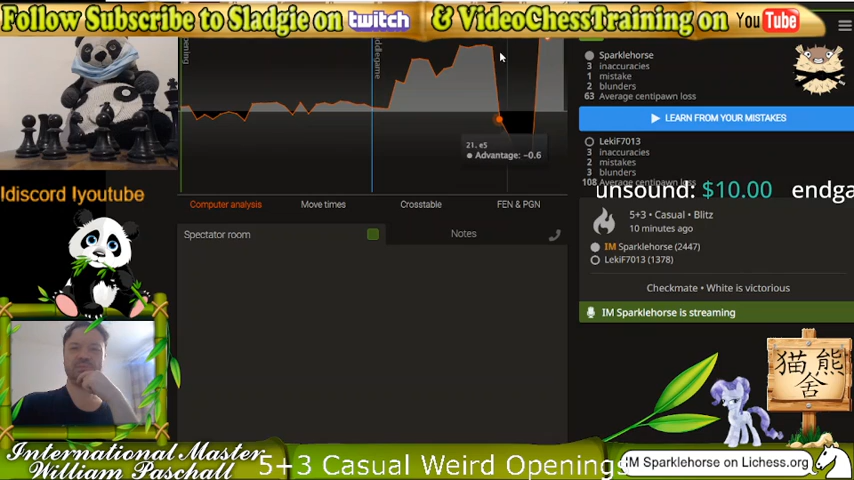 Follow Subscribe to Sladgie on twitch & VideoChessTraining on YouTube
ddlegame
Sparklehorse
3 inaccuracies
1 mistake
2 blunders
63 Average centipawn loss
LEARN FROM YOUR MISTAKES
21. e5
Advantage: −0.6
LekiF7013
3 inaccuracies
2 mistakes
3 blunders
108 Average centipawn loss
unsound: $10.00 endga
!discord !youtube
Computer analysis
Move times
Crosstable
FEN & PGN
5+3 • Casual • Blitz
10 minutes ago
IM Sparklehorse (2447)
LekiF7013 (1378)
Spectator room
Notes
Checkmate • White is victorious
IM Sparklehorse is streaming
猫熊
舍
International Master
William Paschall
5+3 Casual Weird Openings
IM Sparklehorse on Lichess.org